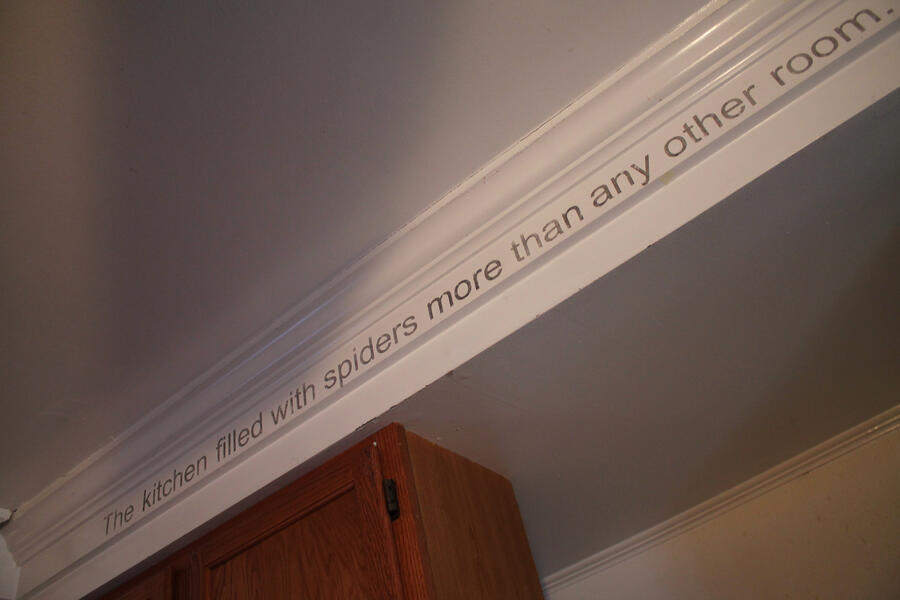 The kitchen filled with spiders more than any other room.